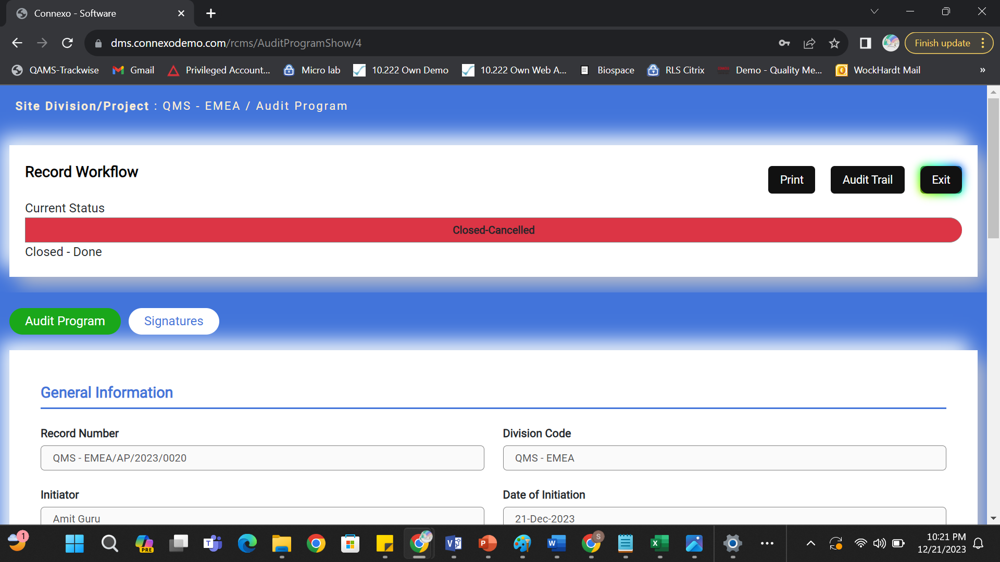 Connexo - Software
dms.connexodemo.com/rcms/AuditProgramShow/4
Finish update
QAMS-Trackwise
Gmail
Privileged Account...
Micro lab
10.222 Own Demo
10.222 Own Web A...
Biospace
RLS Citrix
Demo - Quality Me...
WockHardt Mail
»
Site Division/Project : QMS - EMEA / Audit Program
Record Workflow
Print
Audit Trail
Exit
Current Status
Closed-Cancelled
Closed - Done
Audit Program
Signatures
General Information
Record Number
Division Code
QMS - EMEA/AP/2023/0020
QMS - EMEA
Initiator
Date of Initiation
Amit Guru
21-Dec-2023
1
PRE
T
V
P
W
S
X
10:21 PM
12/21/2023